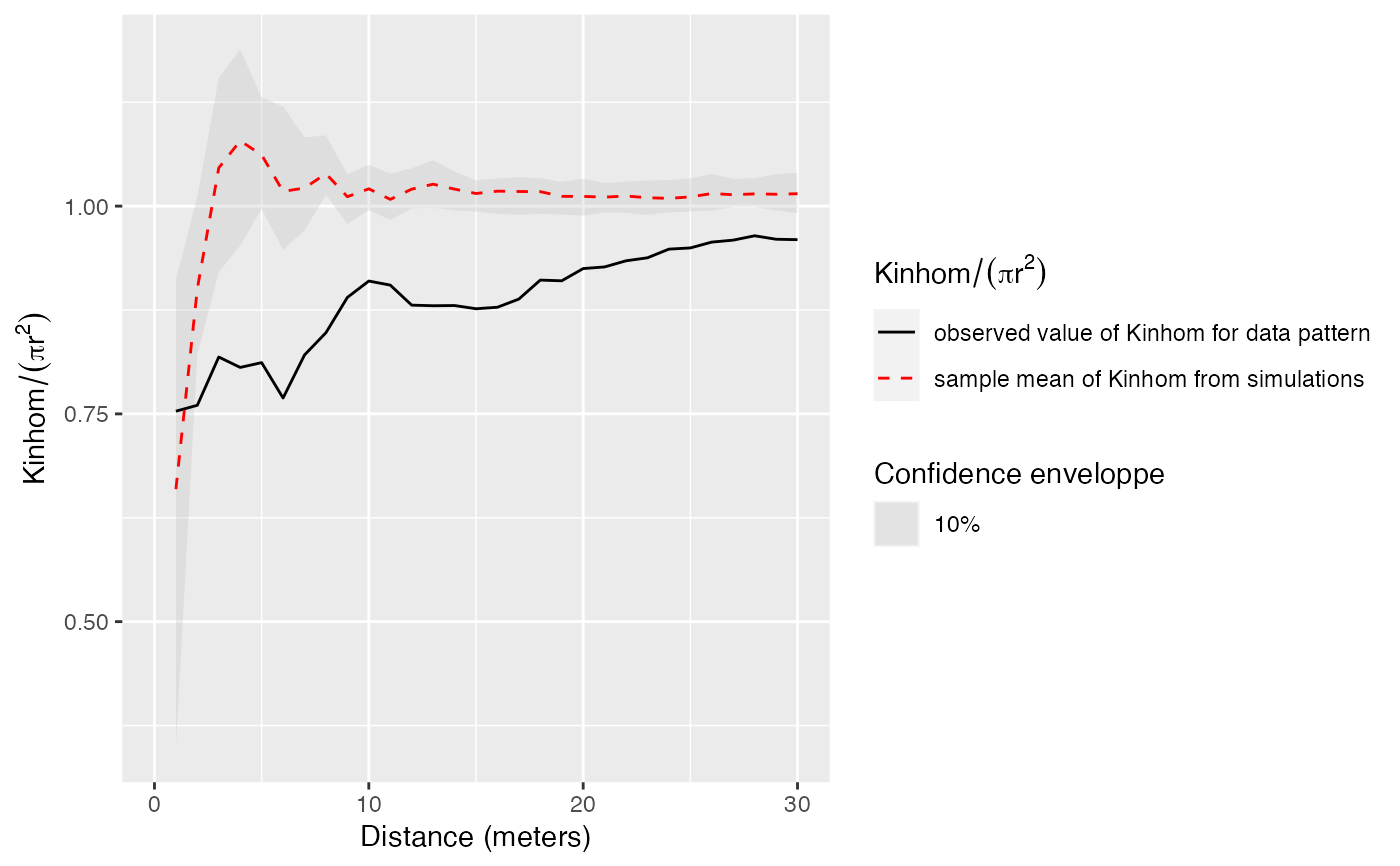 1.00
0.75
0.50
0
10
20
30
Distance (meters)
Kinhom/(πr²)
Kinhom/(πr²)
observed value of Kinhom for data pattern
sample mean of Kinhom from simulations
Confidence enveloppe
10%